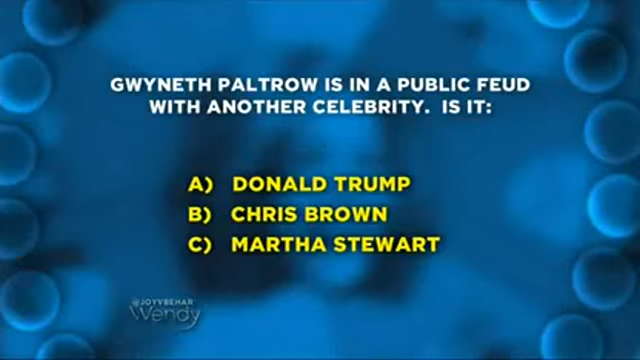 GWYNETH PALTROW IS IN A PUBLIC FEUD
WITH ANOTHER CELEBRITY. IS IT:
A) DONALD TRUMP
B) CHRIS BROWN
C) MARTHA STEWART
@JOYVBEHAR
Wendy